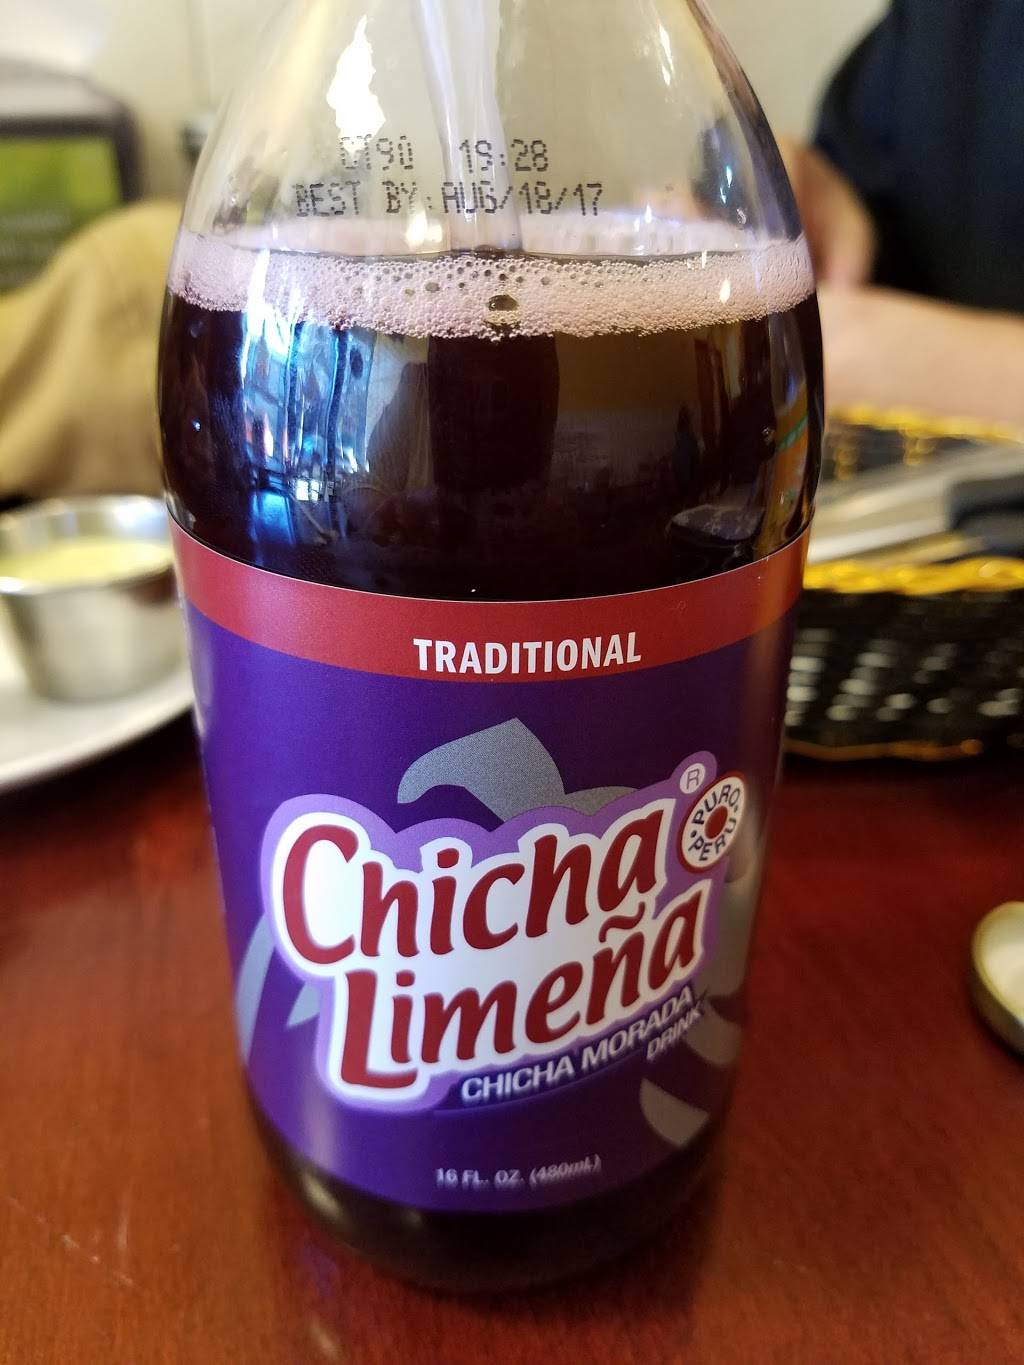 19:28
BEST BY:AUG/18/17
TRADITIONAL
Chicha
Limeña
®
PURO PERU
CHICHA MORADA
DRINK
16 FL. OZ. (480mL)